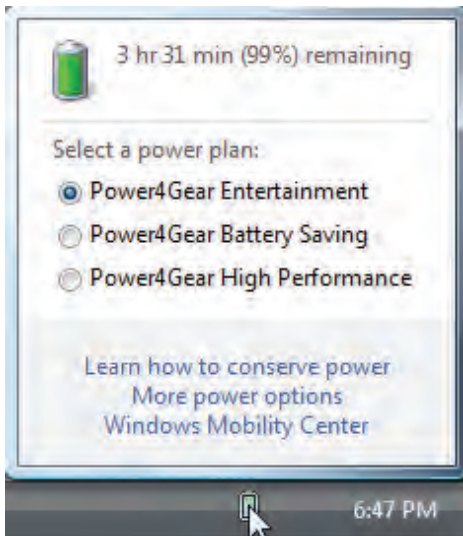 3 hr 31 min (99%) remaining
Select a power plan:
Power4Gear Entertainment
Power4Gear Battery Saving
Power4Gear High Performance
Learn how to conserve power
More power options
Windows Mobility Center
6:47 PM